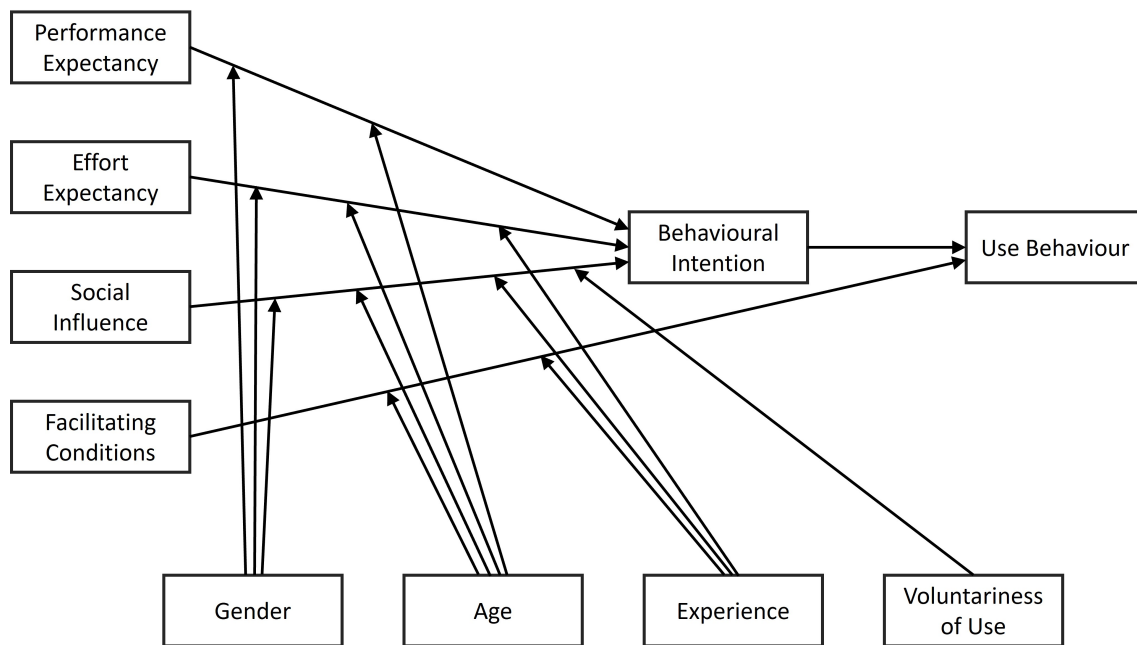 Performance
Expectancy
Effort
Expectancy
Behavioural
Intention
Use Behaviour
Social
Influence
Facilitating
Conditions
Gender
Age
Experience
Voluntariness
of Use